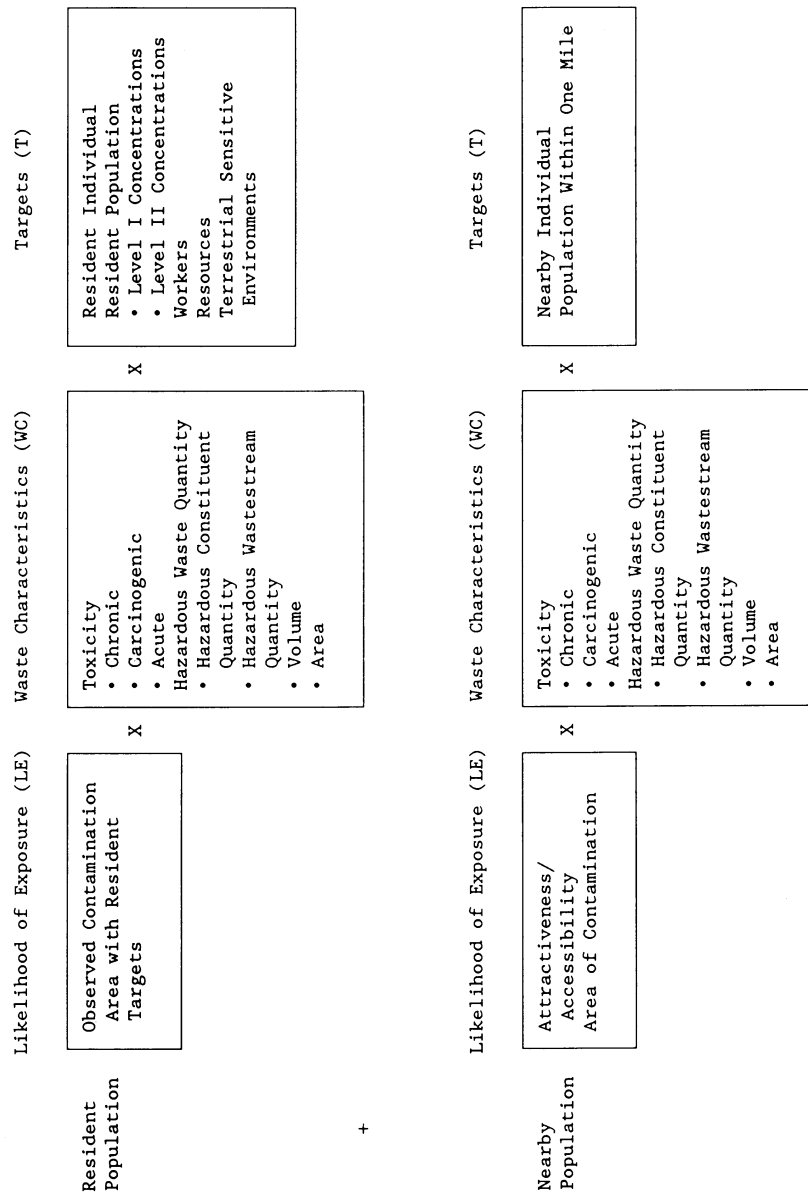 Likelihood of Exposure (LE)
Waste Characteristics (WC)
Targets (T)
Resident
Population
Observed Contamination
Area with Resident
Targets
X
Toxicity
• Chronic
• Carcinogenic
• Acute
Hazardous Waste Quantity
• Hazardous Constituent
Quantity
• Hazardous Wastestream
Quantity
• Volume
• Area
X
Resident Individual
Resident Population
• Level I Concentrations
• Level II Concentrations
Workers
Resources
Terrestrial Sensitive
Environments
+
Likelihood of Exposure (LE)
Waste Characteristics (WC)
Targets (T)
Nearby
Population
Attractiveness/
Accessibility
Area of Contamination
X
Toxicity
• Chronic
• Carcinogenic
• Acute
Hazardous Waste Quantity
• Hazardous Constituent
Quantity
• Hazardous Wastestream
Quantity
• Volume
• Area
X
Nearby Individual
Population Within One Mile